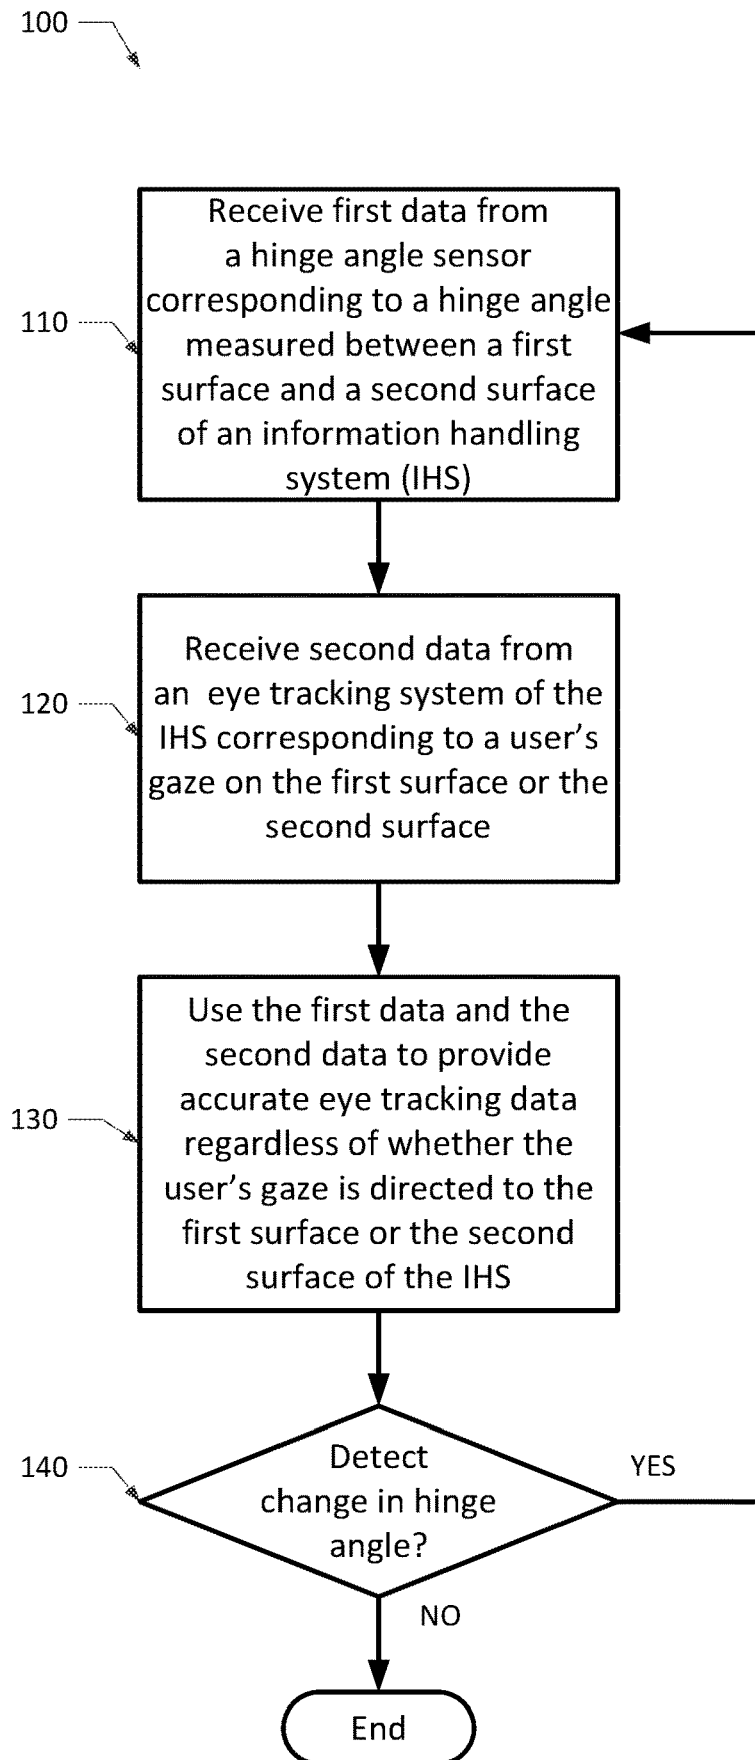 100
Receive first data from
a hinge angle sensor
corresponding to a hinge angle
110
measured between a first
surface and a second surface
of an information handling
system (IHS)
Receive second data from
120
an eye tracking system of the
IHS corresponding to a user's
gaze on the first surface or the
second surface
Use the first data and the
second data to provide
accurate eye tracking data
130
regardless of whether the
user's gaze is directed to the
first surface or the second
surface of the IHS
Detect
140
change in hinge
angle?
YES
NO
End